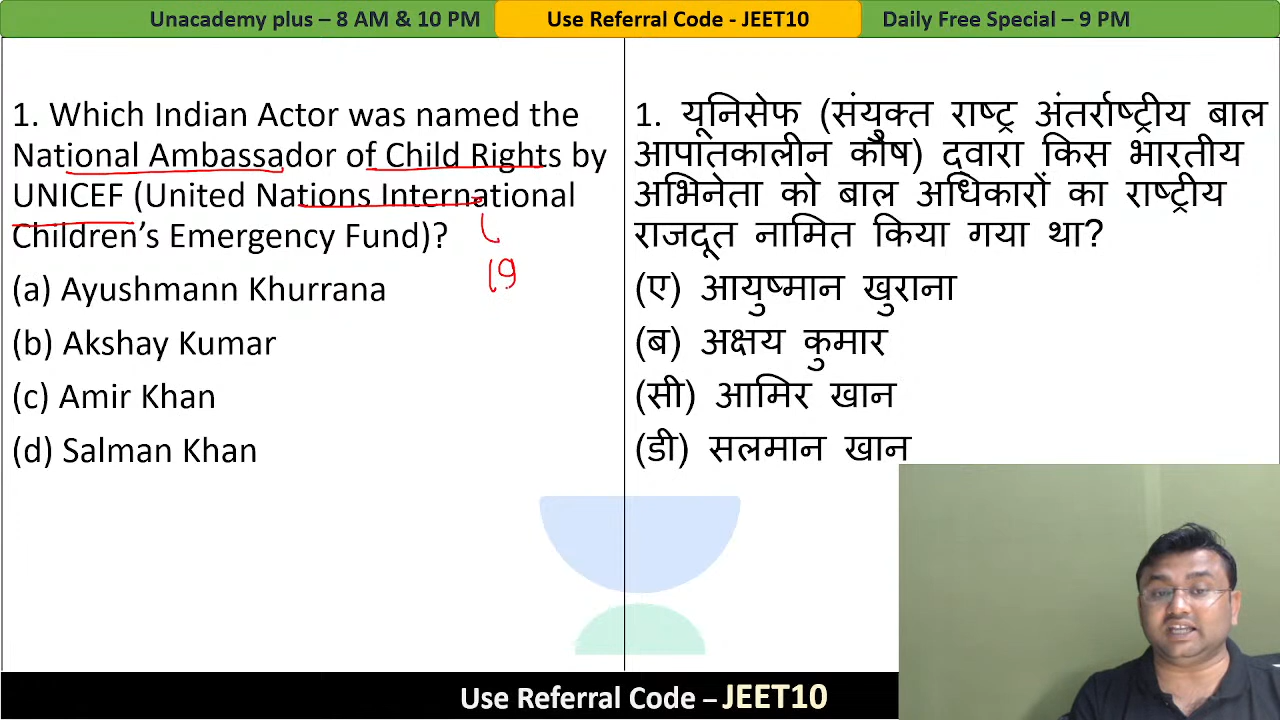 Unacademy plus – 8 AM & 10 PM
Use Referral Code - JEET10
Daily Free Special – 9 PM
1. Which Indian Actor was named the
National Ambassador of Child Rights by
UNICEF (United Nations International
Children’s Emergency Fund)?
(a) Ayushmann Khurrana
(b) Akshay Kumar
(c) Amir Khan
(d) Salman Khan
19
1. यूनिसेफ (संयुक्त राष्ट्र अंतर्राष्ट्रीय बाल
आपातकालीन कौष) द्वारा किस भारतीय
अभिनेता को बाल अधिकारों का राष्ट्रीय
राजदूत नामित किया गया था?
(ए) आयुष्मान खुराना
(ब) अक्षय कुमार
(सी) आमिर खान
(डी) सलमान खान
Use Referral Code – JEET10